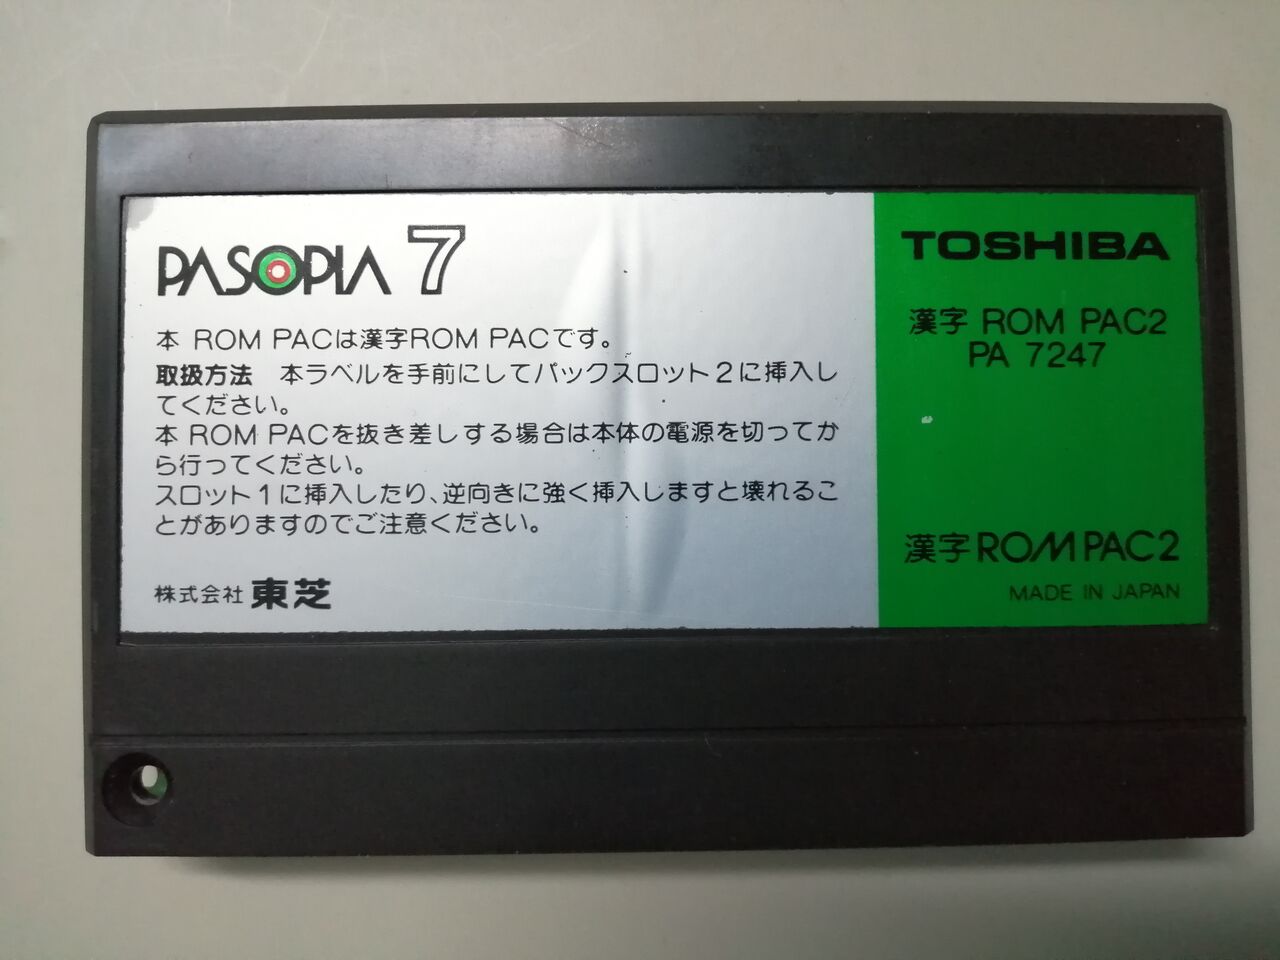 PASOPIA 7
本 ROM PACは漢字ROM PACです。
取扱方法　本ラベルを手前にしてパックスロット2に挿入し
てください。
本 ROM PACを抜き差しする場合は本体の電源を切ってか
ら行ってください。
スロット1に挿入したり、逆向きに強く挿入しますと壊れるこ
とがありますのでご注意ください。
株式会社 東芝
TOSHIBA
漢字 ROM PAC2
PA 7247
漢字ROM PAC2
MADE IN JAPAN